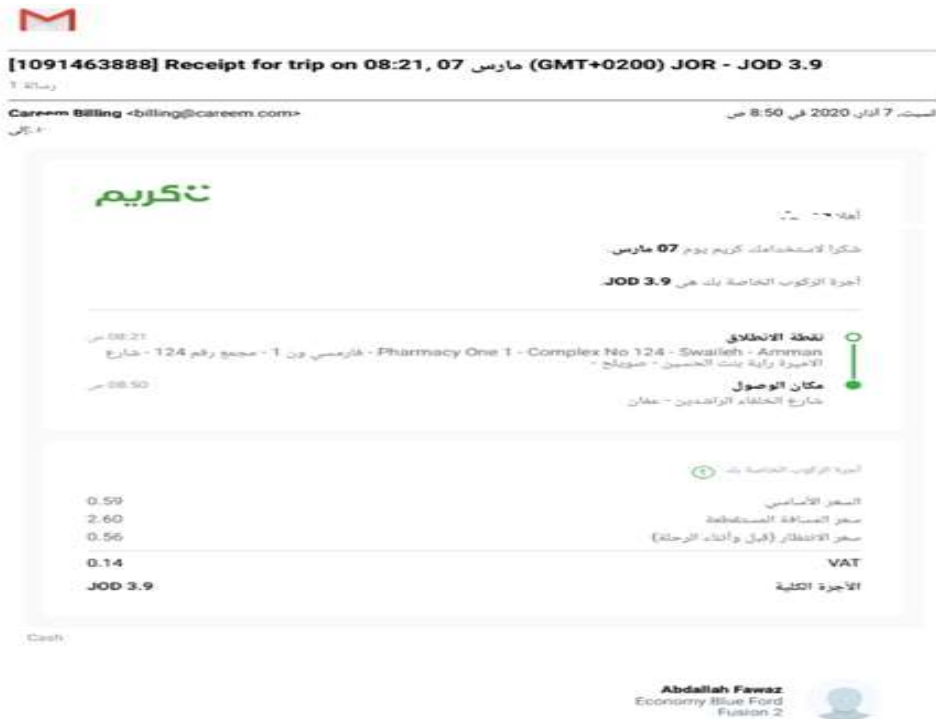 [1091463888] Receipt for trip on 08:21, 07 مارس (GMT+0200) JOR - JOD 3.9
رسالة 1
Careem Billing <billing@careem.com>
السبت، 7 آذار، 2020 في 8:50 ص
إلى:
كريم
أهلا
شكرا لاستخدامك كريم يوم 07 مارس.
أجرة الركوب الخاصة بك هي JOD 3.9
نقطة الانطلاق
08:21 ص
Pharmacy One 1 - Complex No 124 - Swaileh - Amman - فارمسي ون 1 - مجمع رقم 124 - شارع
الاميرة راية بنت الحسين - صويلح -
مكان الوصول
08:50 ص
شارع الخلفاء الراشدين - عمان
أجرة الركوب الخاصة بك
السعر الأساسي 0.59
سعر المسافة المستقطعة 2.60
سعر الانتظار (قبل وأثناء الرحلة) 0.56
VAT 0.14
الأجرة الكلية JOD 3.9
Cash
Abdallah Fawaz
Economy Blue Ford
Fusion 2